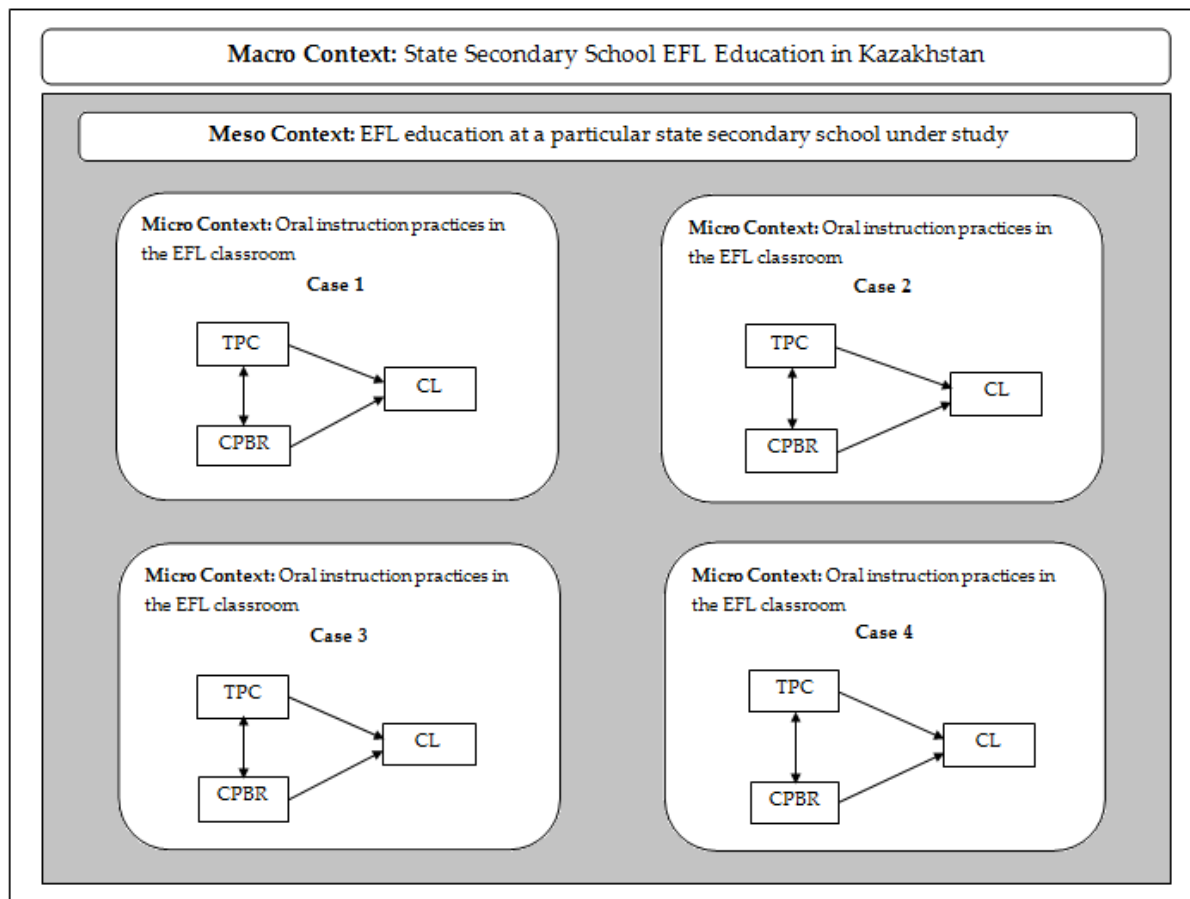 Macro Context: State Secondary School EFL Education in Kazakhstan
Meso Context: EFL education at a particular state secondary school under study
Micro Context: Oral instruction practices in
the EFL classroom
Case 1
TPC
CL
CPBR
Micro Context: Oral instruction practices in
the EFL classroom
Case 2
TPC
CL
CPBR
Micro Context: Oral instruction practices in
the EFL classroom
Case 3
TPC
CL
CPBR
Micro Context: Oral instruction practices in
the EFL classroom
Case 4
TPC
CL
CPBR